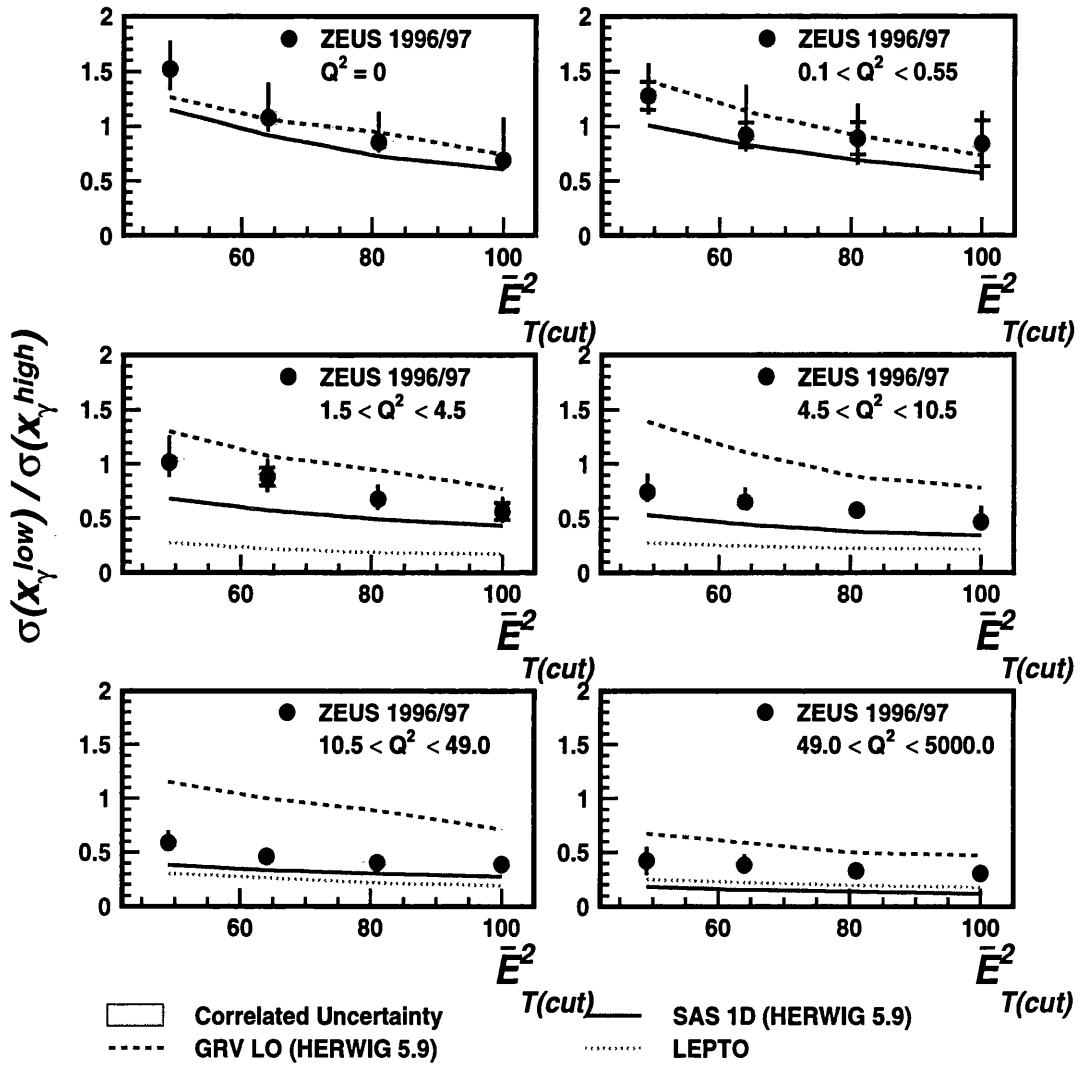 σ(xγ^low) / σ(xγ^high)
2
1.5
1
0.5
0
ZEUS 1996/97
Q² = 0
60
80
100
Ē²
T(cut)
2
1.5
1
0.5
0
ZEUS 1996/97
0.1 < Q² < 0.55
60
80
100
Ē²
T(cut)
2
1.5
1
0.5
0
ZEUS 1996/97
1.5 < Q² < 4.5
60
80
100
Ē²
T(cut)
2
1.5
1
0.5
0
ZEUS 1996/97
4.5 < Q² < 10.5
60
80
100
Ē²
T(cut)
2
1.5
1
0.5
0
ZEUS 1996/97
10.5 < Q² < 49.0
60
80
100
Ē²
T(cut)
2
1.5
1
0.5
0
ZEUS 1996/97
49.0 < Q² < 5000.0
60
80
100
Ē²
T(cut)
Correlated Uncertainty
SAS 1D (HERWIG 5.9)
GRV LO (HERWIG 5.9)
LEPTO